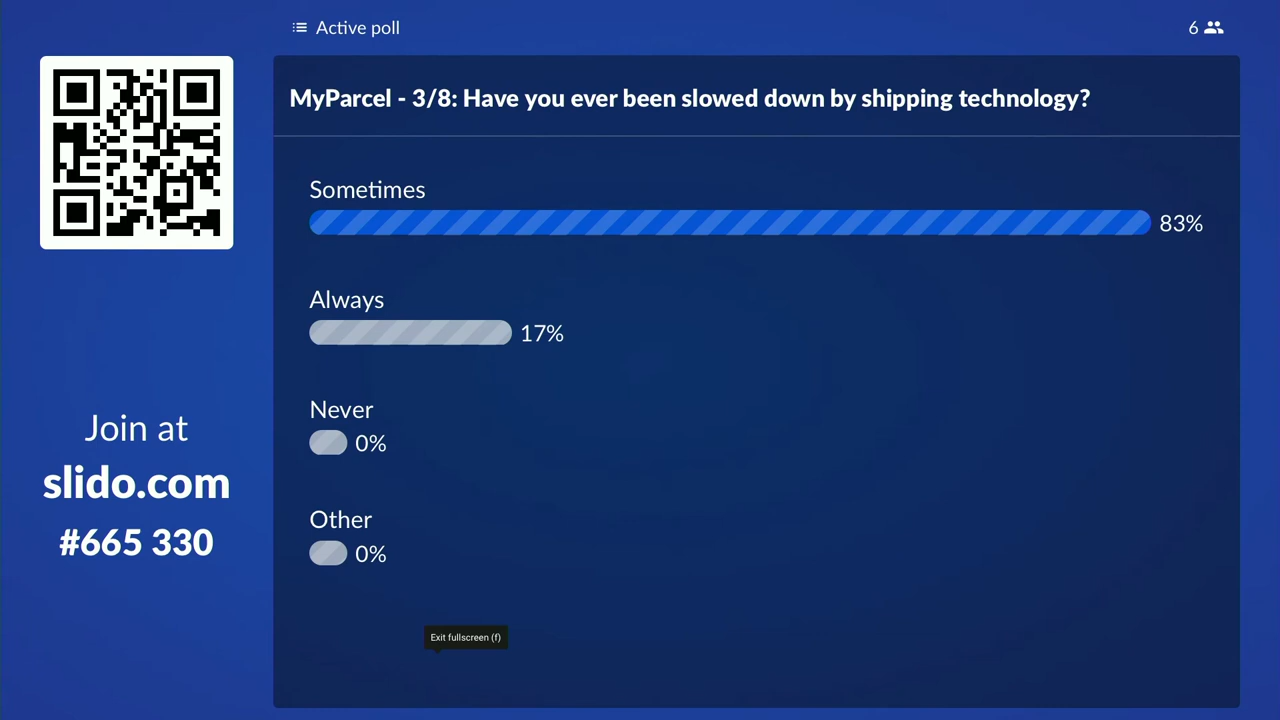 Active poll
6
MyParcel - 3/8: Have you ever been slowed down by shipping technology?
Sometimes
83%
Always
17%
Never
0%
Other
0%
Join at
slido.com
#665 330
Exit fullscreen (f)